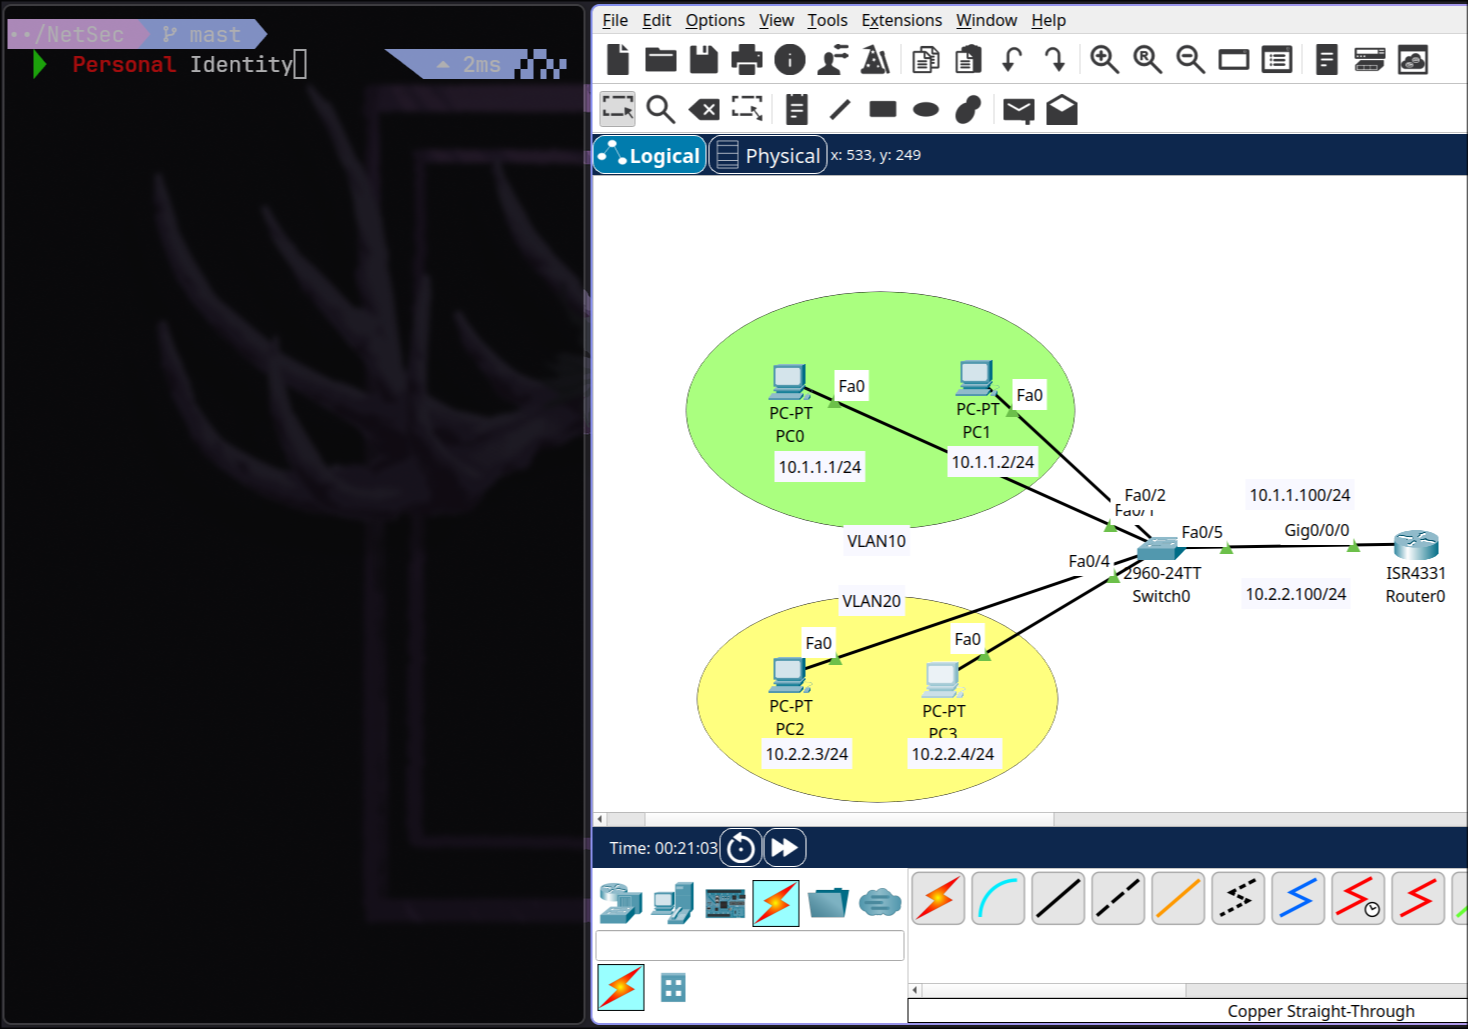 ··/NetSec mast
Personal Identity 2ms
File Edit Options View Tools Extensions Window Help
Logical Physical x: 533, y: 249
Fa0
PC-PT
PC0
10.1.1.1/24
Fa0
PC-PT
PC1
10.1.1.2/24
VLAN10
Fa0/2
Fa0/1
10.1.1.100/24
Fa0/5
Gig0/0/0
Fa0/4
2960-24TT
Switch0
10.2.2.100/24
ISR4331
Router0
VLAN20
Fa0
PC-PT
PC2
10.2.2.3/24
Fa0
PC-PT
PC3
10.2.2.4/24
Time: 00:21:03
Copper Straight-Through